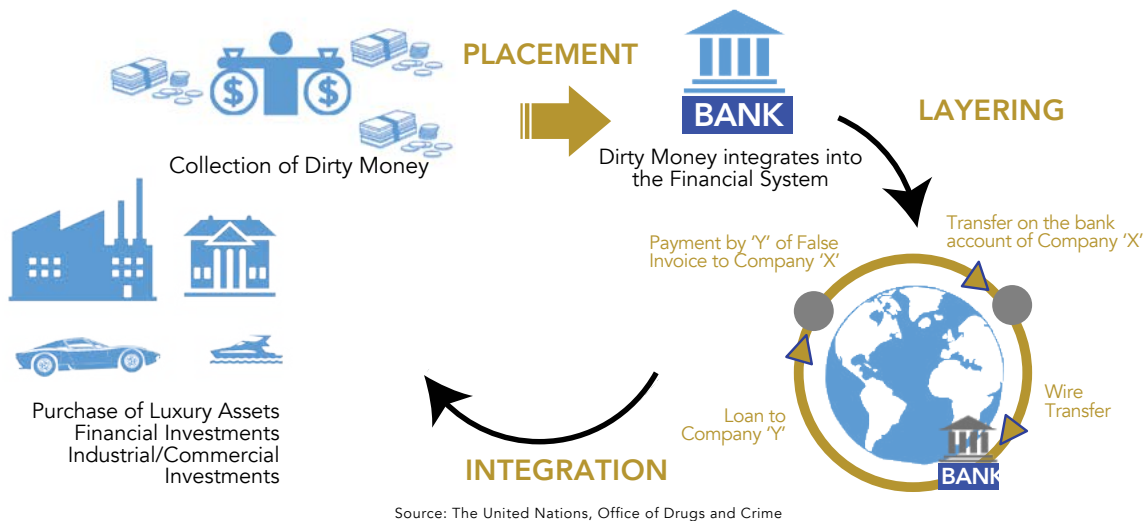 PLACEMENT
$ $
Collection of Dirty Money
BANK
Dirty Money integrates into
the Financial System
LAYERING
Transfer on the bank
account of Company ‘X’
Payment by ‘Y’ of False
Invoice to Company ‘X’
Wire
Transfer
BANK
Loan to
Company ‘Y’
INTEGRATION
Purchase of Luxury Assets
Financial Investments
Industrial/Commercial
Investments
Source: The United Nations, Office of Drugs and Crime